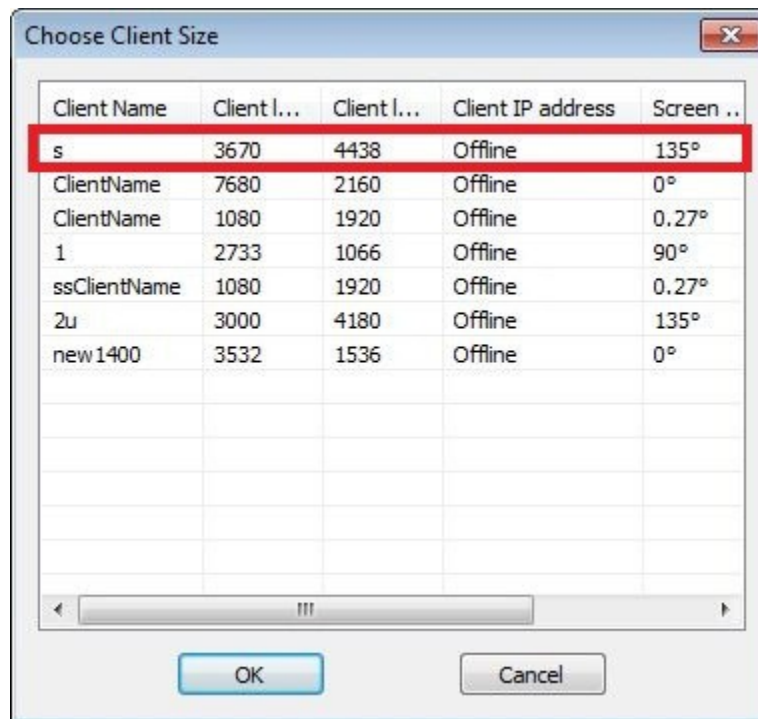 Choose Client Size
Client Name Client l... Client l... Client IP address Screen ..
s 3670 4438 Offline 135°
ClientName 7680 2160 Offline 0°
ClientName 1080 1920 Offline 0.27°
1 2733 1066 Offline 90°
ssClientName 1080 1920 Offline 0.27°
2u 3000 4180 Offline 135°
new1400 3532 1536 Offline 0°
OK Cancel